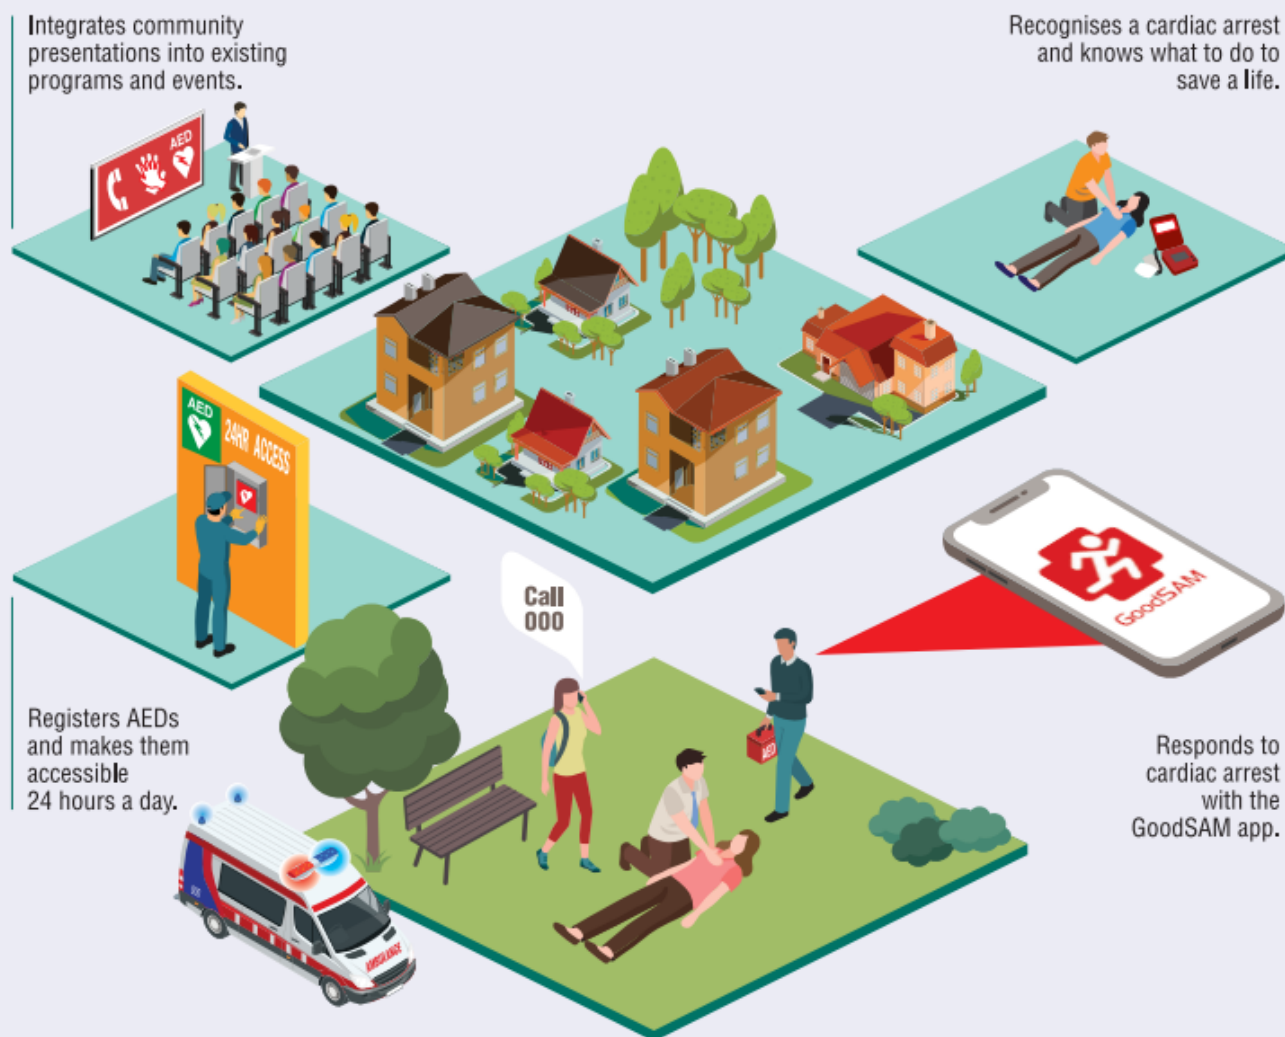 Integrates community
presentations into existing
programs and events.
Recognises a cardiac arrest
and knows what to do to
save a life.
AED
AED
24HR ACCESS
Call
000
GoodSAM
AED
Registers AEDs
and makes them
accessible
24 hours a day.
Responds to
cardiac arrest
with the
GoodSAM app.
AMBULANCE